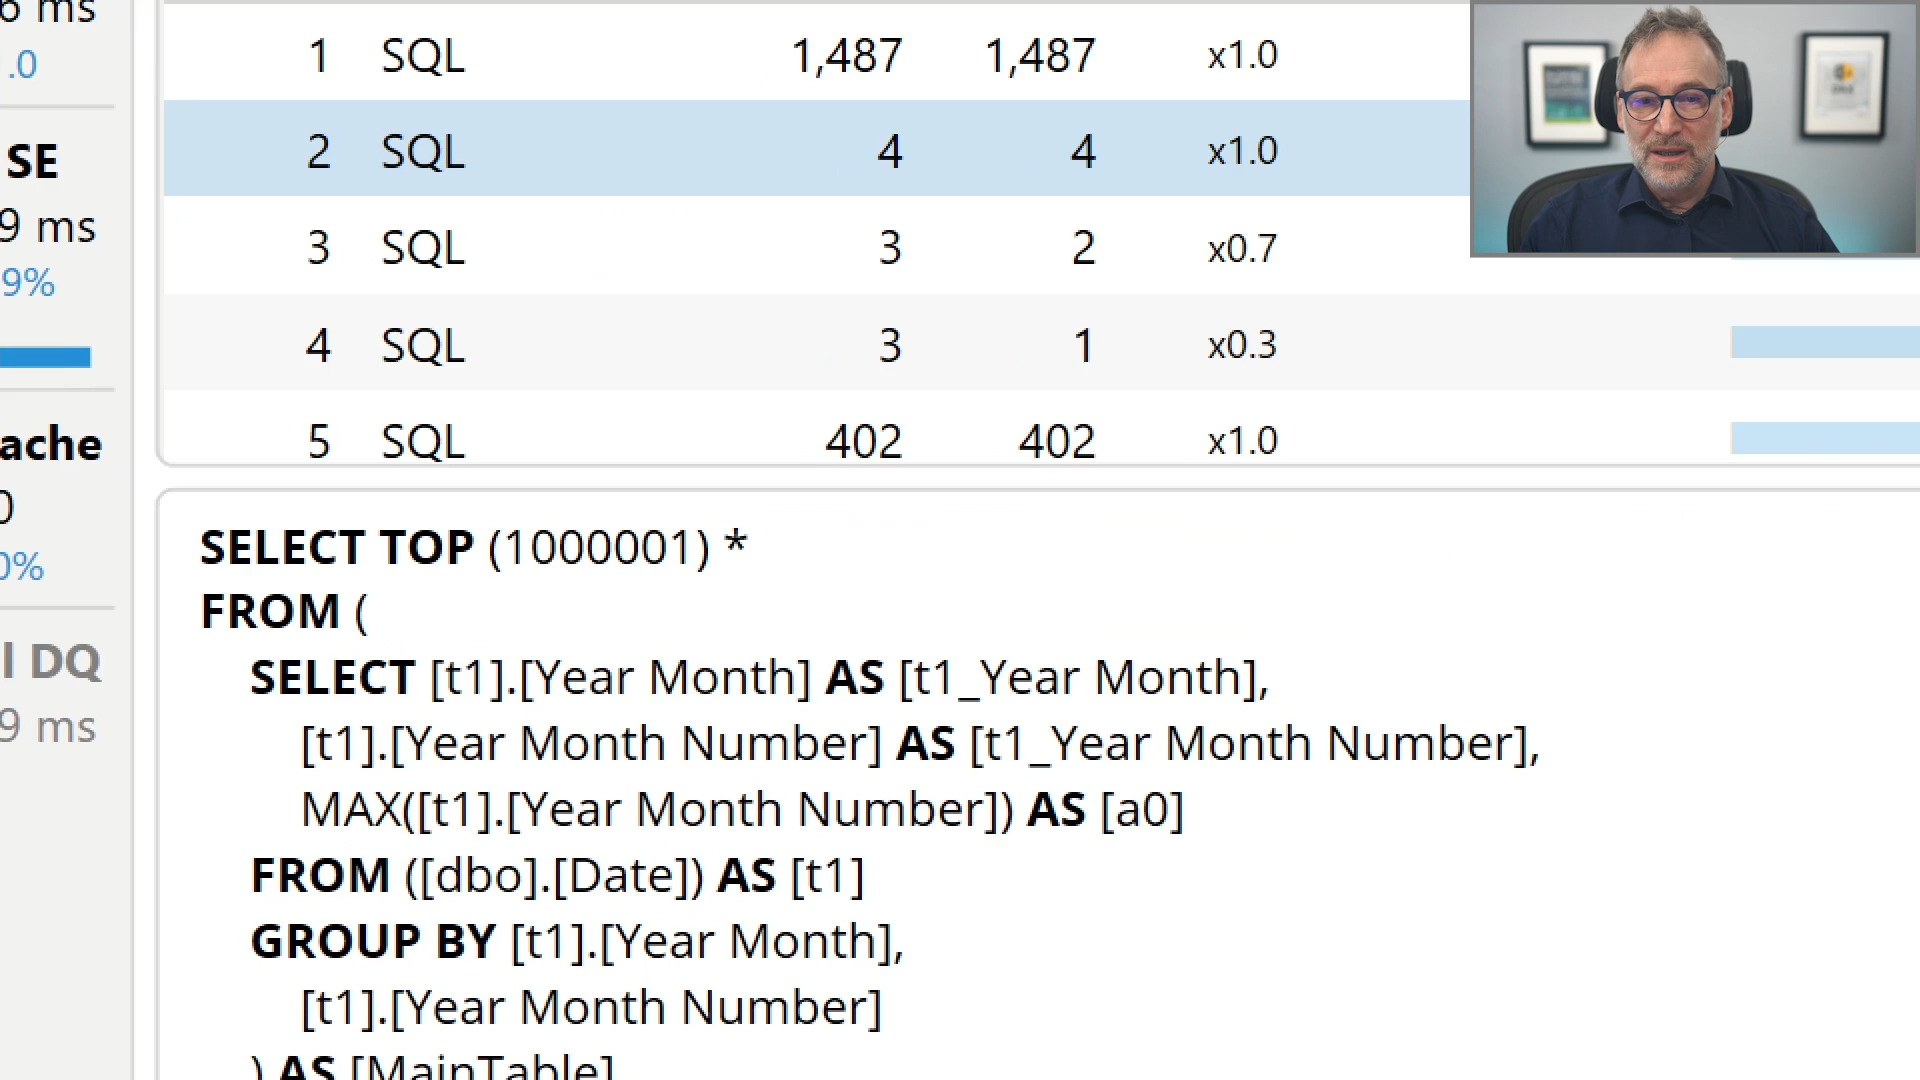 6 ms
.0
SE
9 ms
9%
ache
0
0%
l DQ
9 ms
1 SQL 1,487 1,487 x1.0
2 SQL 4 4 x1.0
3 SQL 3 2 x0.7
4 SQL 3 1 x0.3
5 SQL 402 402 x1.0
SELECT TOP (1000001) *
FROM (
SELECT [t1].[Year Month] AS [t1_Year Month],
[t1].[Year Month Number] AS [t1_Year Month Number],
MAX([t1].[Year Month Number]) AS [a0]
FROM ([dbo].[Date]) AS [t1]
GROUP BY [t1].[Year Month],
[t1].[Year Month Number]
) AS [MainTable]